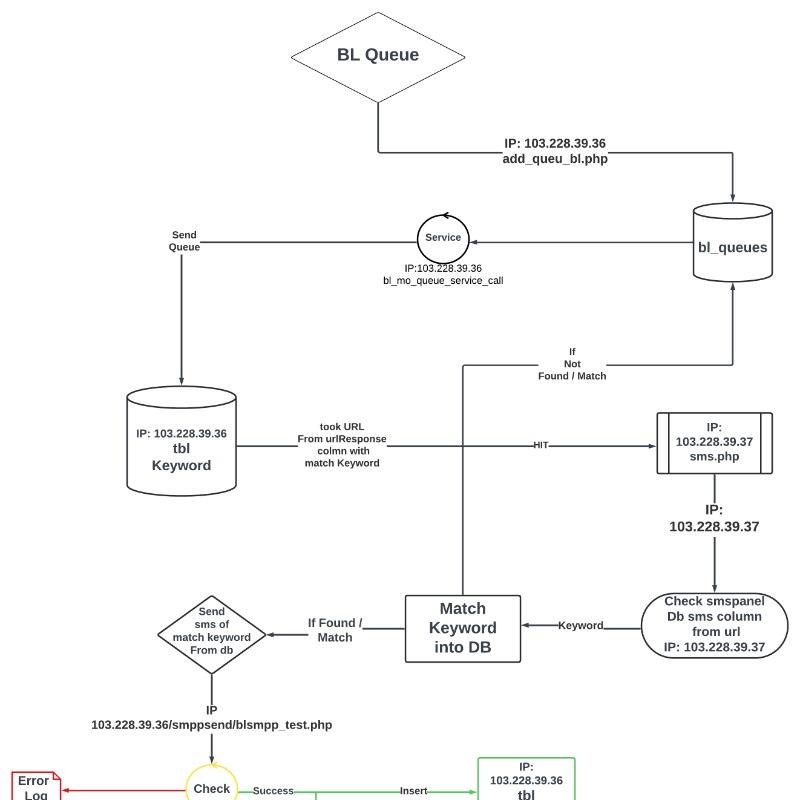 BL Queue
IP: 103.228.39.36
add_queu_bl.php
bl_queues
Service
IP:103.228.39.36
bl_mo_queue_service_call
Send
Queue
If
Not
Found / Match
IP: 103.228.39.36
tbl
Keyword
took URL
From urlResponse
colmn with
match Keyword
HIT
IP:
103.228.39.37
sms.php
IP:
103.228.39.37
Check smspanel
Db sms column
from url
IP: 103.228.39.37
Keyword
Match
Keyword
into DB
If Found /
Match
Send
sms of
match keyword
From db
IP
103.228.39.36/smppsend/blsmpp_test.php
Error
Log
Check
Success
Insert
IP:
103.228.39.36
tbl